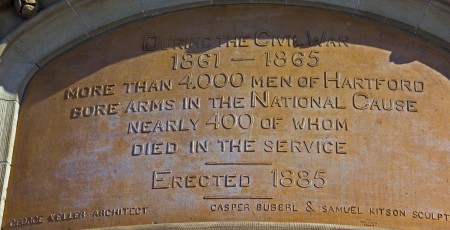 DURING THE CIVIL WAR
1861 — 1865
MORE THAN 4,000 MEN OF HARTFORD
BORE ARMS IN THE NATIONAL CAUSE
NEARLY 400 OF WHOM
DIED IN THE SERVICE
ERECTED 1885
GEORGE KELLER ARCHITECT
CASPER BUBERL & SAMUEL KITSON SCULPT